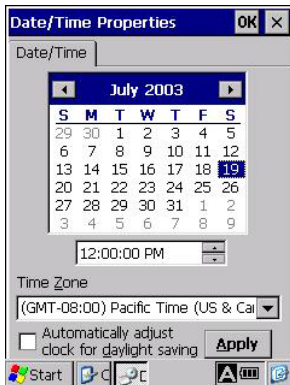 Date/Time Properties OK ×
Date/Time
July 2003
S M T W T F S
29 30 1 2 3 4 5
6 7 8 9 10 11 12
13 14 15 16 17 18 19
20 21 22 23 24 25 26
27 28 29 30 31 1 2
3 4 5 6 7 8 9
12:00:00 PM
Time Zone
(GMT-08:00) Pacific Time (US & Ca
Automatically adjust
clock for daylight saving
Apply
Start
A